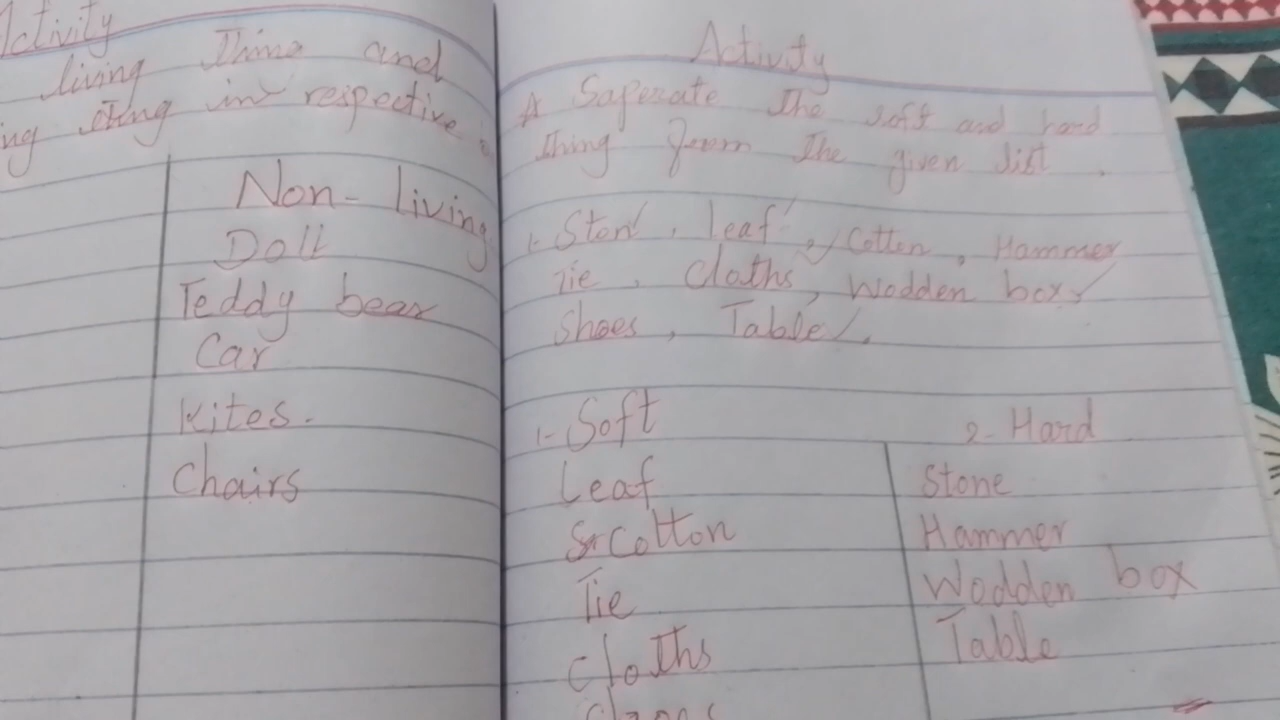 Activity
living Thing and
ing thing in respective
Non-living
Doll
Teddy bear
Car
Kites.
Chairs
Activity
Saperate The soft and hard
Thing from The given list.
1- Ston, leaf, Cotton, Hammer
Tie, Cloths, Wodden box
Shoes, Table.
1- Soft
2- Hard
Leaf
Stone
Cotton
Hammer
Tie
Wodden box
Cloths
Table